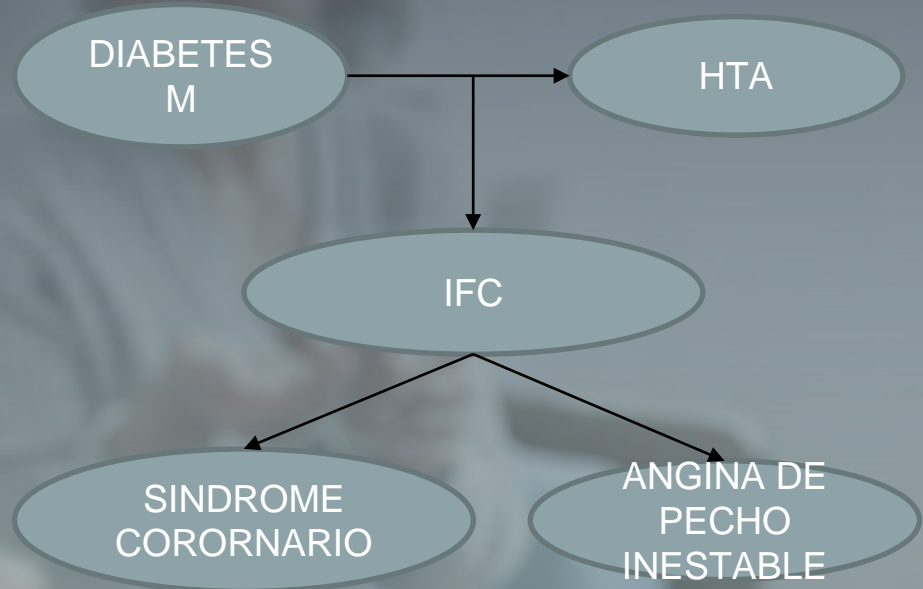 DIABETES
M
HTA
IFC
SINDROME
CORORNARIO
ANGINA DE
PECHO
INESTABLE